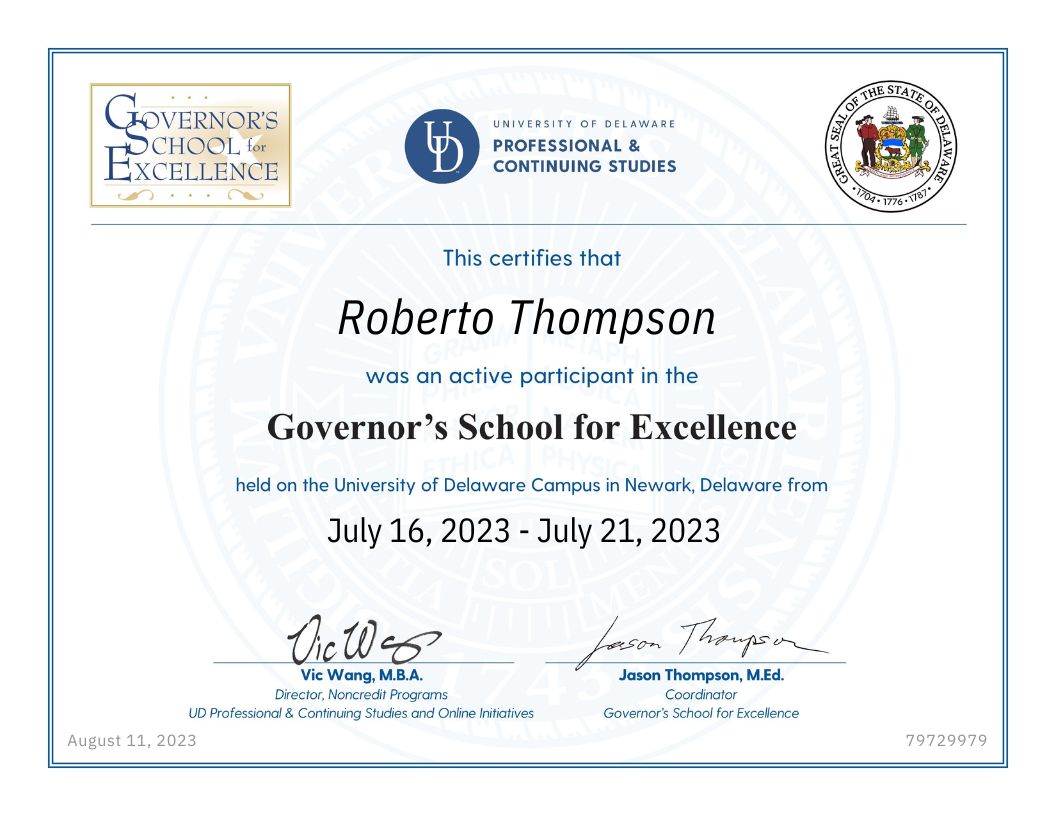 GOVERNOR'S
SCHOOL for
EXCELLENCE
UD
UNIVERSITY OF DELAWARE
PROFESSIONAL &
CONTINUING STUDIES
GREAT SEAL OF THE STATE OF DELAWARE
• 1704 • 1776 • 1787 •
This certifies that
Roberto Thompson
was an active participant in the
Governor’s School for Excellence
held on the University of Delaware Campus in Newark, Delaware from
July 16, 2023 - July 21, 2023
SOL
1743
Vic Wang
Jason Thompson
Vic Wang, M.B.A.
Jason Thompson, M.Ed.
Director, Noncredit Programs
Coordinator
UD Professional & Continuing Studies and Online Initiatives
Governor's School for Excellence
August 11, 2023
79729979